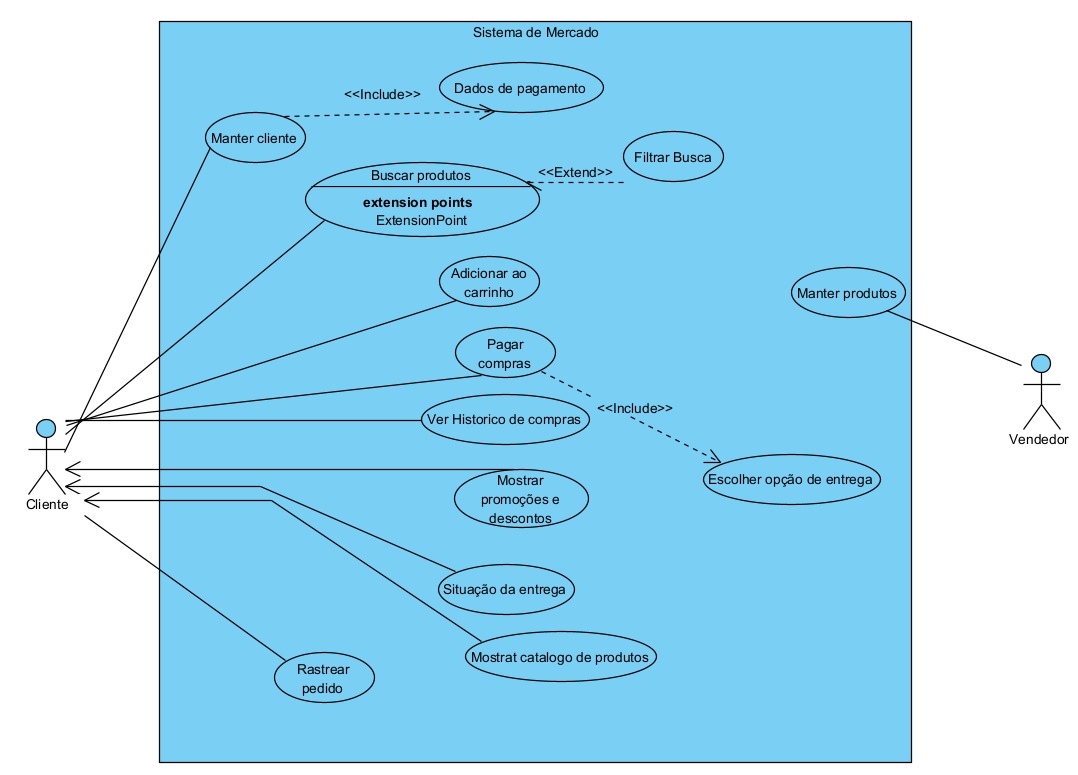 Sistema de Mercado
Dados de pagamento
<<Include>>
Manter cliente
Filtrar Busca
<<Extend>>
Buscar produtos
extension points
ExtensionPoint
Adicionar ao
carrinho
Manter produtos
Pagar
compras
<<Include>>
Ver Historico de compras
Vendedor
Mostrar
promoções e
descontos
Escolher opção de entrega
Cliente
Situação da entrega
Mostrat catalogo de produtos
Rastrear
pedido